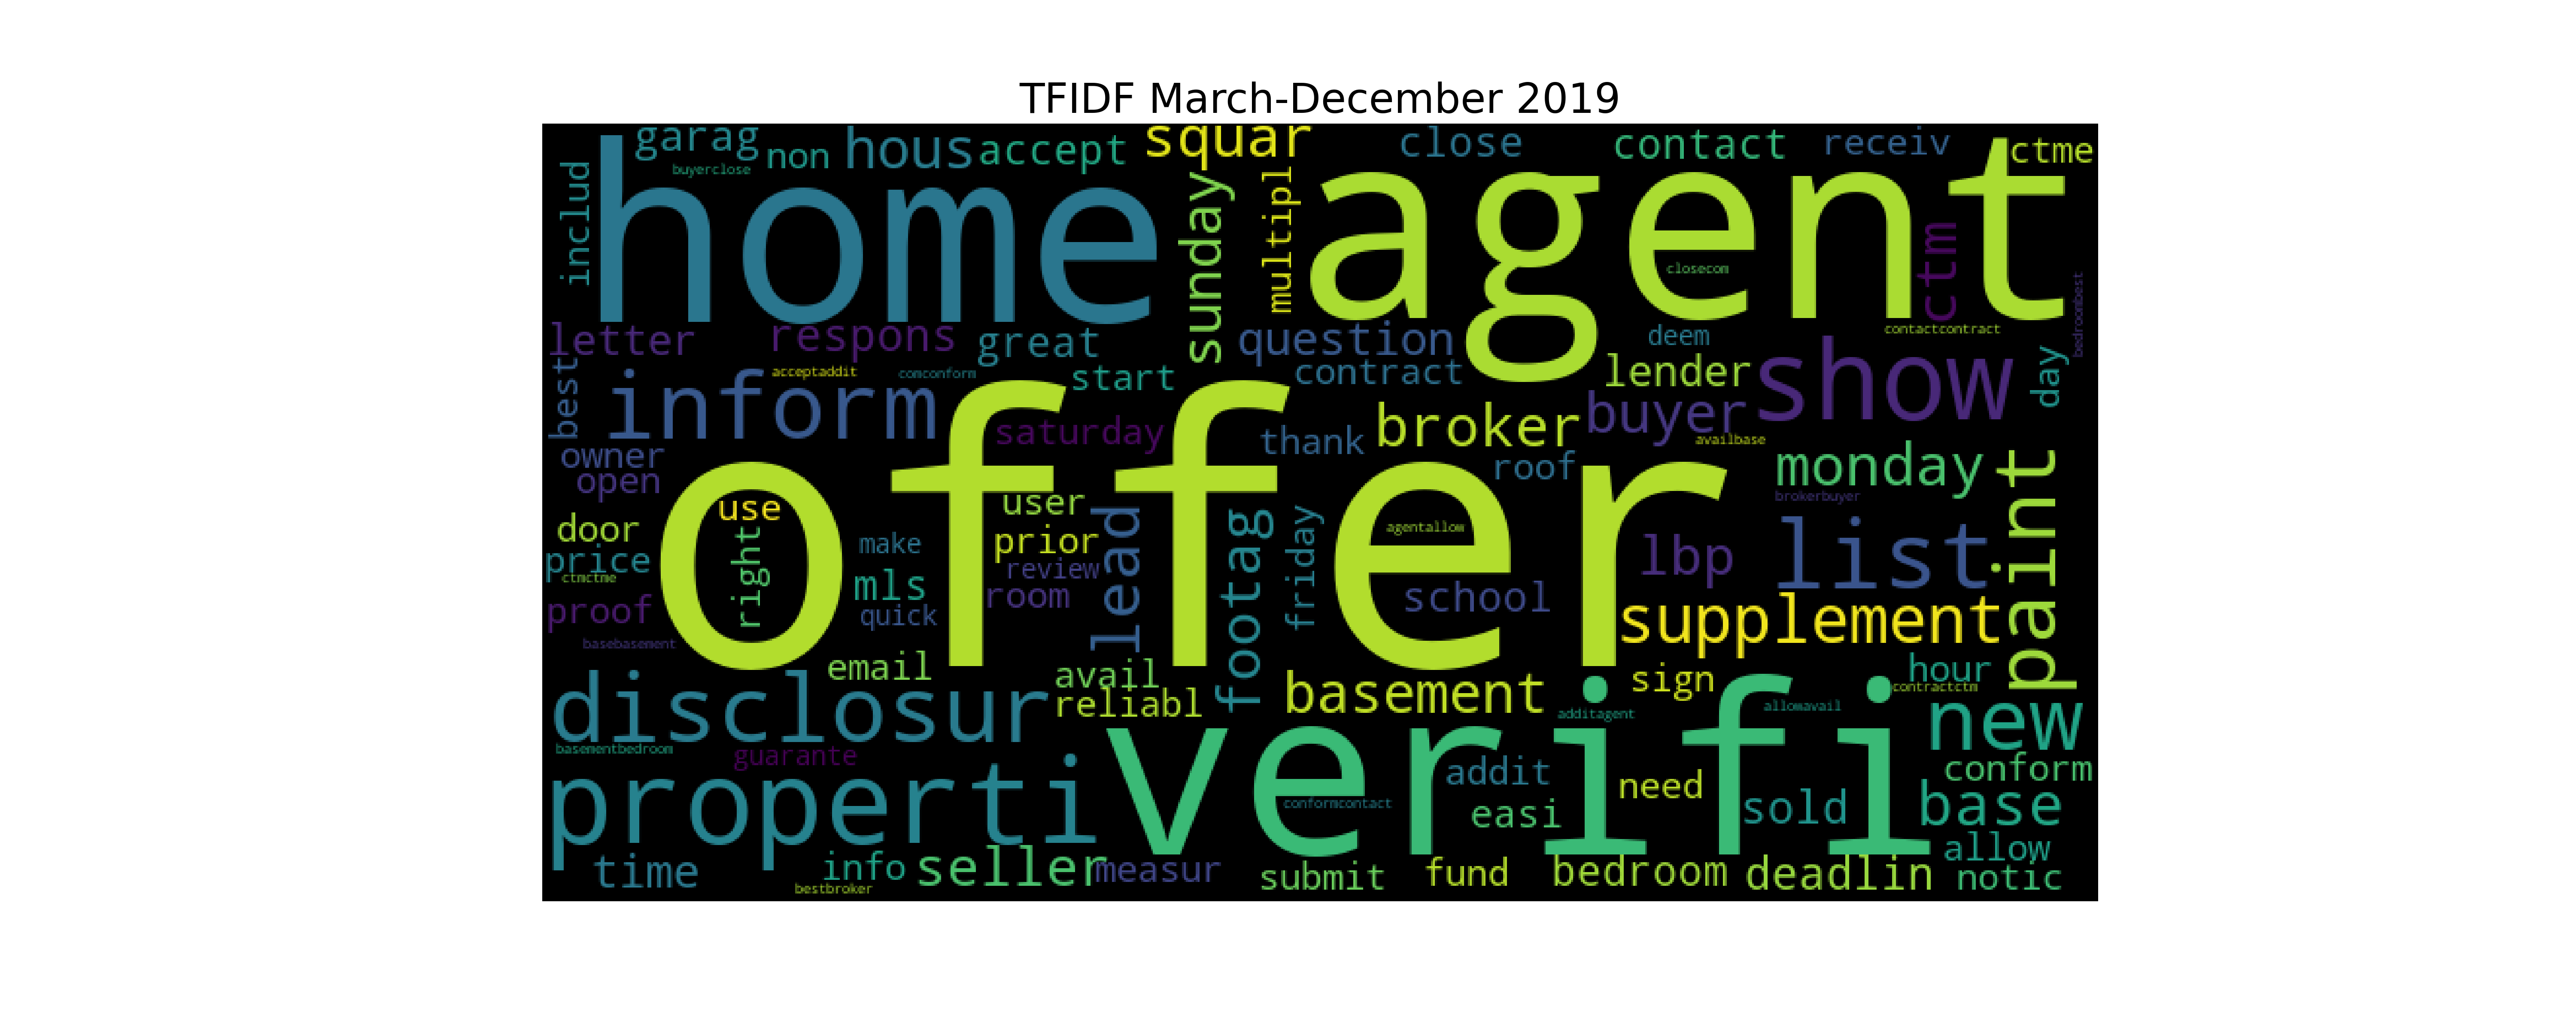 TFIDF March-December 2019
garag
non
hous
accept
squar
close
contact
receiv
ctme
buyerclose
includ
home
sunday
multipl
agent
closecom
ctm
bedroombest
letter
respons
great
question
deem
contactcontract
best
inform
acceptaddit
comconform
start
contract
lender
show
day
saturday
thank
broker
buyer
availbase
owner
open
offer
roof
monday
paint
use
right
user
brokerbuyer
door
make
prior
lead
footag
friday
agentallow
lbp
list
price
ctmctme
mls
review
room
school
proof
quick
supplement
basebasement
email
avail
reliabl
basement
sign
hour
contractctm
disclosur
additagent
allowavail
new
basementbedroom
guarante
verifi
properti
addit
need
conform
conformcontact
easi
sold
base
time
info
seller
measur
submit
fund
bedroom
deadlin
allow
notic
bestbroker